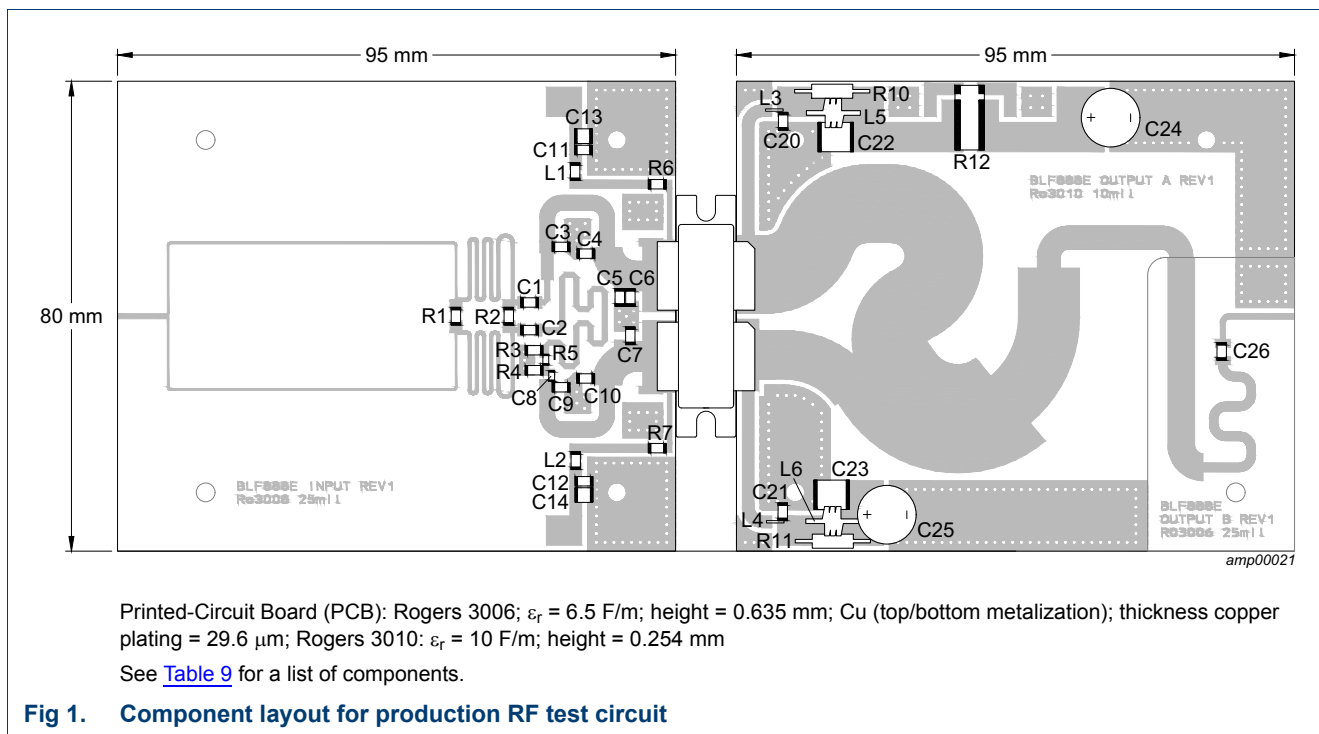 95 mm
95 mm
80 mm
C13
C11
L1
R6
C3
C4
C5
C6
C1
R1
R2
C2
C7
R3
R5
R4
C8
C9
C10
R7
L2
C12
C14
BLF888E INPUT REV1
Ro3006 25mil
L3
R10
L5
C20
C22
R12
C24
BLF888E OUTPUT A REV1
Ro3010 10mil
C26
L6
C23
C21
L4
C25
R11
BLF888E
OUTPUT B REV1
RO3006 25mil
amp00021
Printed-Circuit Board (PCB): Rogers 3006; εr = 6.5 F/m; height = 0.635 mm; Cu (top/bottom metalization); thickness copper
plating = 29.6 μm; Rogers 3010: εr = 10 F/m; height = 0.254 mm
See Table 9 for a list of components.
Fig 1. Component layout for production RF test circuit